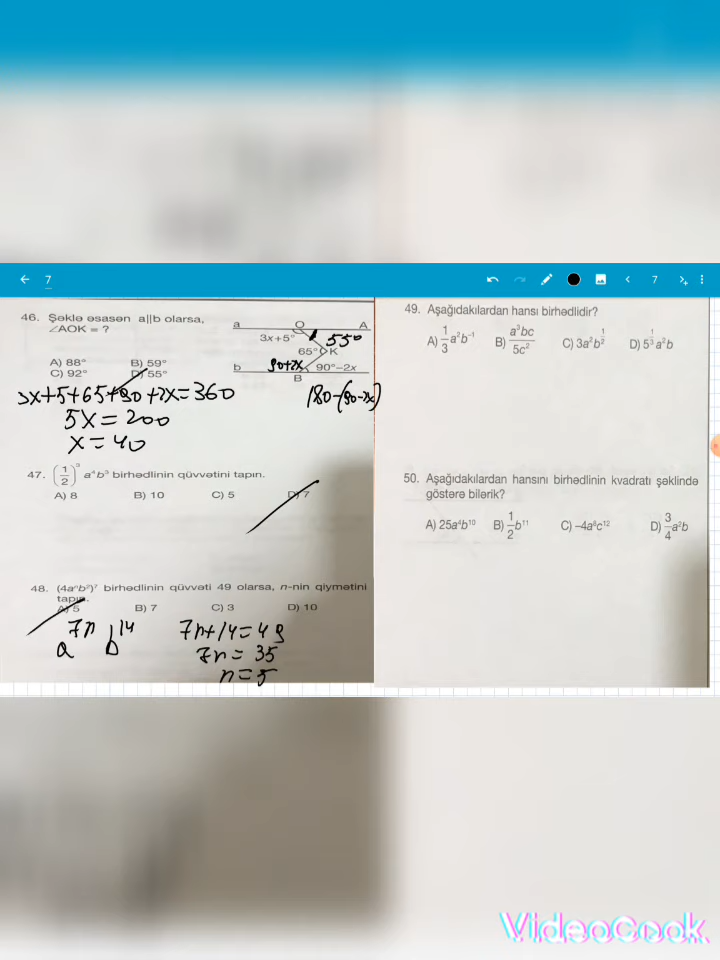 7
7
46. Şəklə əsasən a||b olarsa,
∠AOK = ?
A) 88° B) 59°
C) 92° D) 55°
a O A
3x+5° 55°
65° K
b 90+2x 90°−2x
B
3x+5+65+90+2x=360
180-(90-2x)
5x=200
x=40
47. (1/2)³ a⁴b³ birhədlinin qüvvətini tapın.
A) 8 B) 10 C) 5 D) 7
48. (4aⁿb²)⁷ birhədlinin qüvvəti 49 olarsa, n-nin qiymətini
tapın.
A) 5 B) 7 C) 3 D) 10
a⁷ⁿ b¹⁴ 7n+14=49
7n=35
n=5
49. Aşağıdakılardan hansı birhədlidir?
A) 1/3 a²b⁻¹ B) a³bc/5c² C) 3a²b^(1/2) D) 5^(1/3) a²b
50. Aşağıdakılardan hansını birhədlinin kvadratı şəklində
göstərə bilərik?
A) 25a⁴b¹⁰ B) 1/2 b¹¹ C) –4a⁶c¹² D) 3/4 a²b
VideoCook